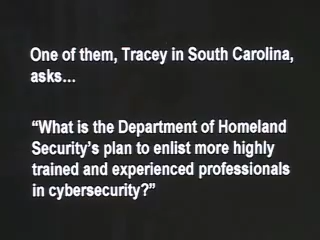 One of them, Tracey in South Carolina,
asks…
“What is the Department of Homeland
Security’s plan to enlist more highly
trained and experienced professionals
in cybersecurity?”